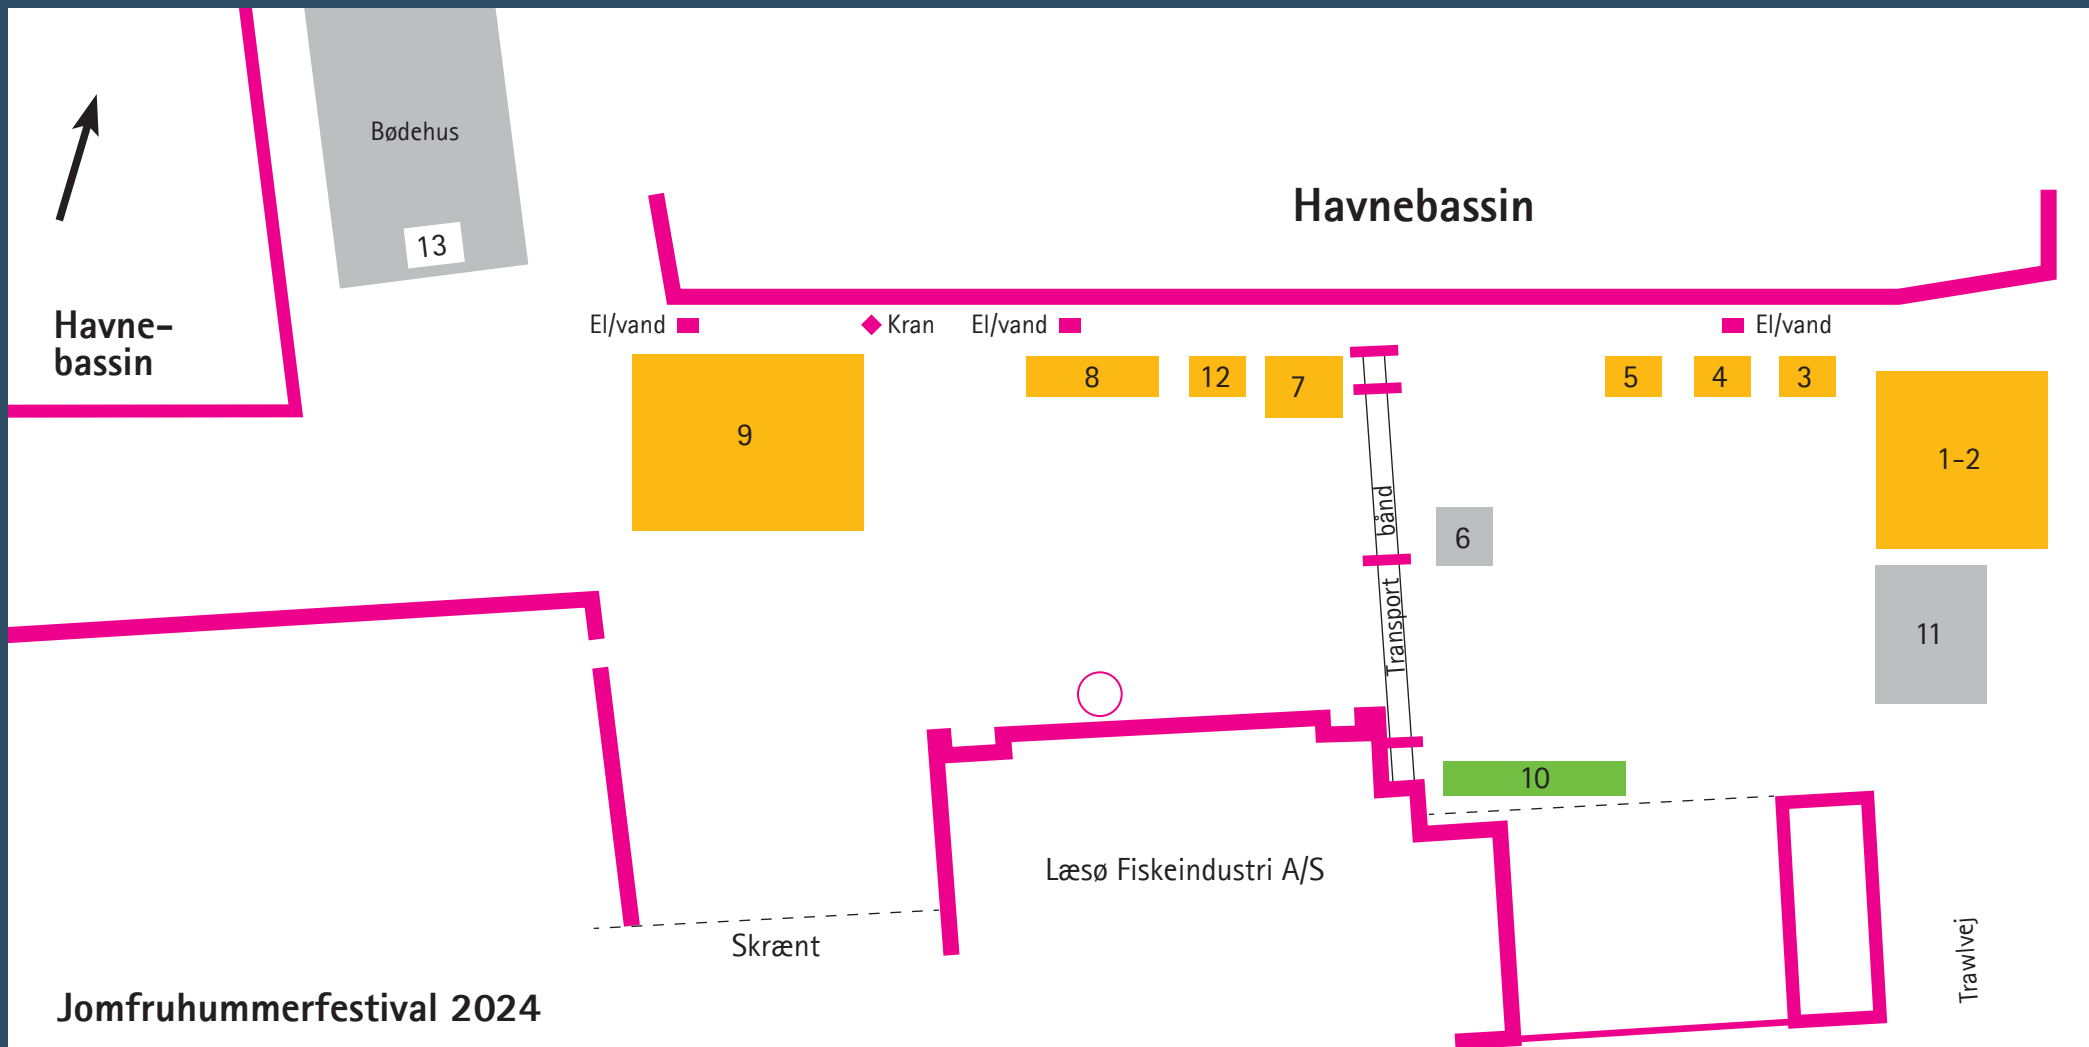 Bødehus
13
Havnebassin
Havne-
bassin
El/vand
Kran
El/vand
El/vand
8
12
7
5
4
3
9
1-2
Transport bånd
6
11
10
Læsø Fiskeindustri A/S
Skrænt
Trawlvej
Jomfruhummerfestival 2024